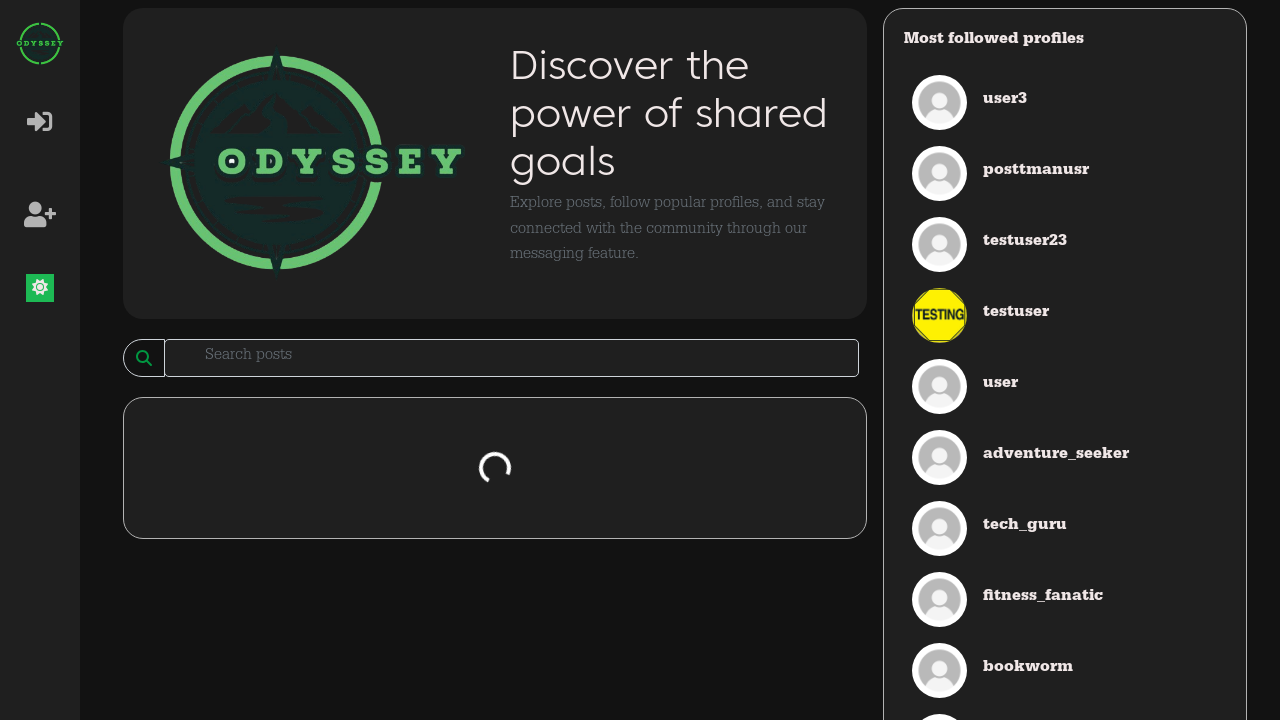 ODYSSEY
ODYSSEY
Discover the
power of shared
goals
Explore posts, follow popular profiles, and stay
connected with the community through our
messaging feature.
Search posts
Most followed profiles
user3
posttmanusr
testuser23
TESTING
testuser
user
adventure_seeker
tech_guru
fitness_fanatic
bookworm